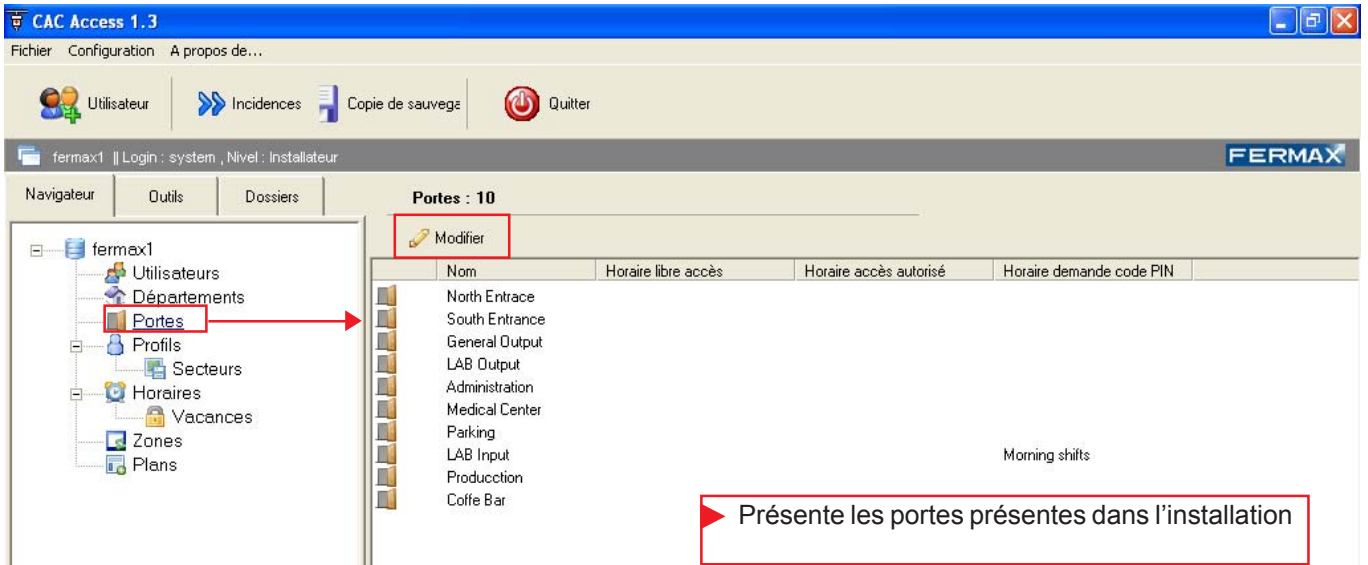 CAC Access 1.3
Fichier Configuration A propos de...
Utilisateur Incidences Copie de sauvega Quitter
fermax1 || Login : system , Nivel : Installateur FERMAX
Navigateur Outils Dossiers
Portes : 10
Modifier
fermax1
Utilisateurs
Départements
Portes
Profils
Secteurs
Horaires
Vacances
Zones
Plans
Nom Horaire libre accès Horaire accès autorisé Horaire demande code PIN
North Entrace
South Entrance
General Output
LAB Output
Administration
Medical Center
Parking
LAB Input Morning shifts
Producction
Coffe Bar
Présente les portes présentes dans l’installation